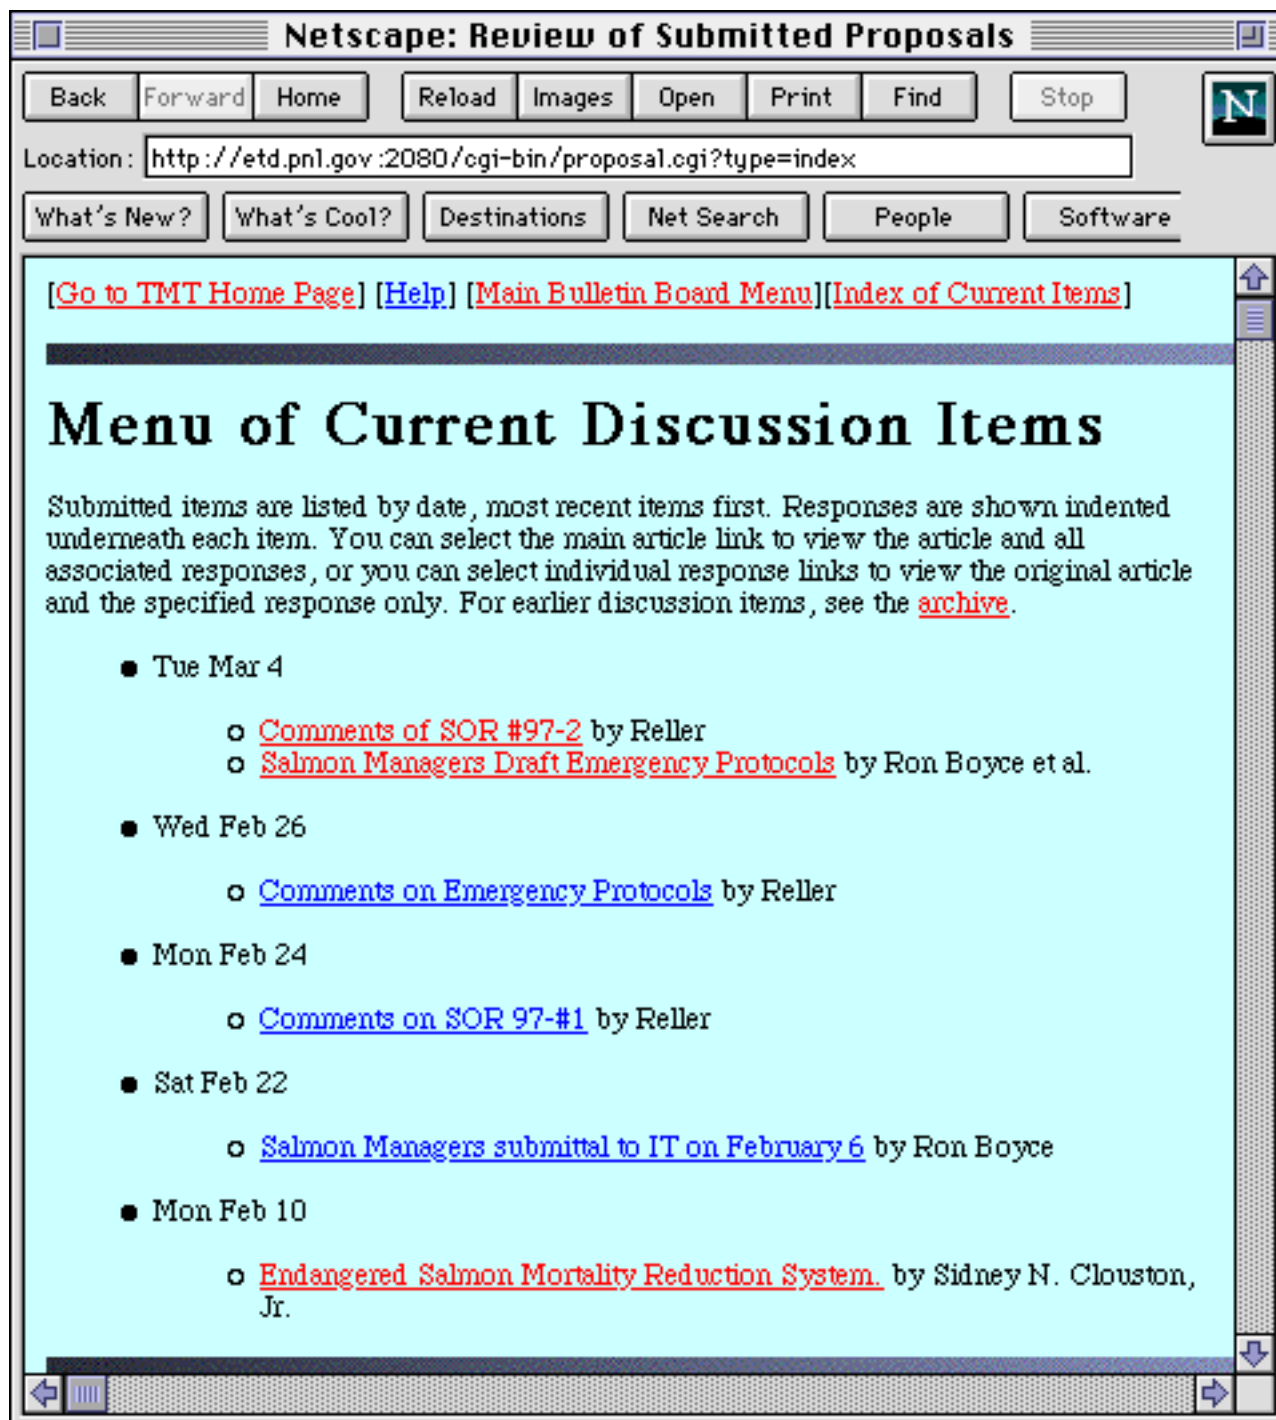 Netscape: Review of Submitted Proposals
Back Forward Home Reload Images Open Print Find Stop N
Location: http://etd.pnl.gov:2080/cgi-bin/proposal.cgi?type=index
What's New? What's Cool? Destinations Net Search People Software
[Go to TMT Home Page] [Help] [Main Bulletin Board Menu][Index of Current Items]
Menu of Current Discussion Items
Submitted items are listed by date, most recent items first. Responses are shown indented
underneath each item. You can select the main article link to view the article and all
associated responses, or you can select individual response links to view the original article
and the specified response only. For earlier discussion items, see the archive.
Tue Mar 4
Comments of SOR #97-2 by Reller
Salmon Managers Draft Emergency Protocols by Ron Boyce et al.
Wed Feb 26
Comments on Emergency Protocols by Reller
Mon Feb 24
Comments on SOR 97-#1 by Reller
Sat Feb 22
Salmon Managers submittal to IT on February 6 by Ron Boyce
Mon Feb 10
Endangered Salmon Mortality Reduction System. by Sidney N. Clouston,
Jr.